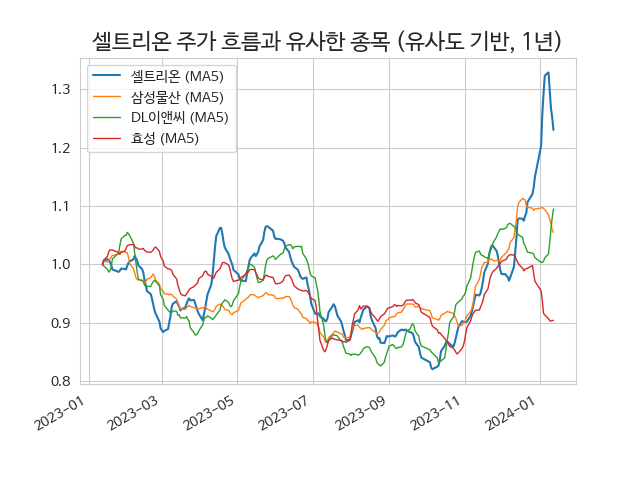 셀트리온 주가 흐름과 유사한 종목 (유사도 기반, 1년)
셀트리온 (MA5)
삼성물산 (MA5)
DL이앤씨 (MA5)
효성 (MA5)
1.3
1.2
1.1
1.0
0.9
0.8
2023-01
2023-03
2023-05
2023-07
2023-09
2023-11
2024-01